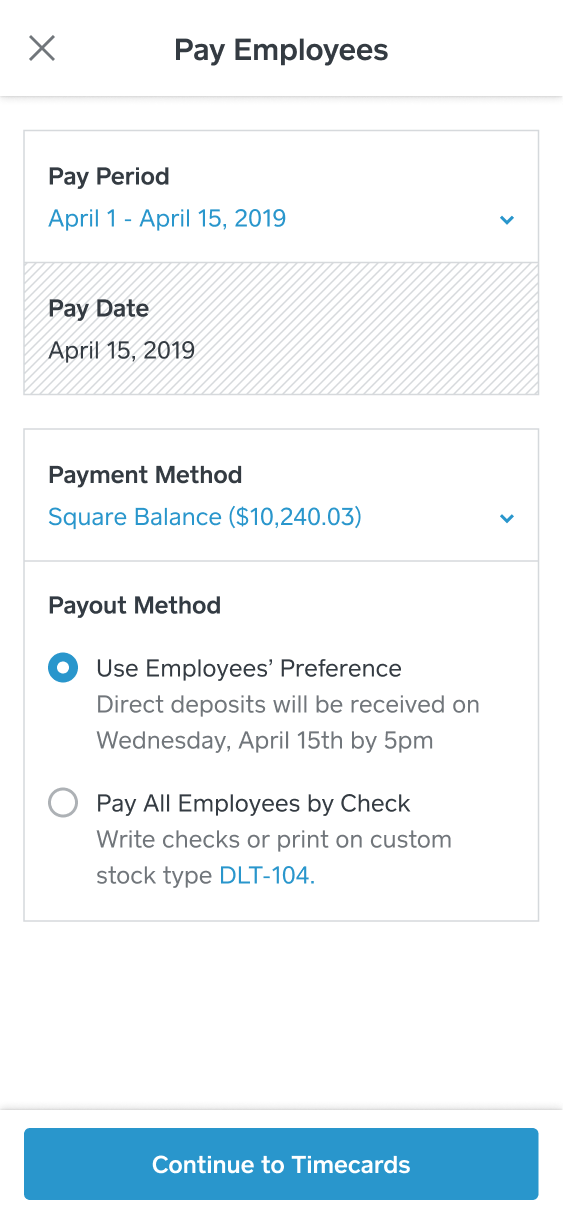 Pay Employees
Pay Period
April 1 - April 15, 2019
Pay Date
April 15, 2019
Payment Method
Square Balance ($10,240.03)
Payout Method
Use Employees’ Preference
Direct deposits will be received on
Wednesday, April 15th by 5pm
Pay All Employees by Check
Write checks or print on custom
stock type DLT-104.
Continue to Timecards